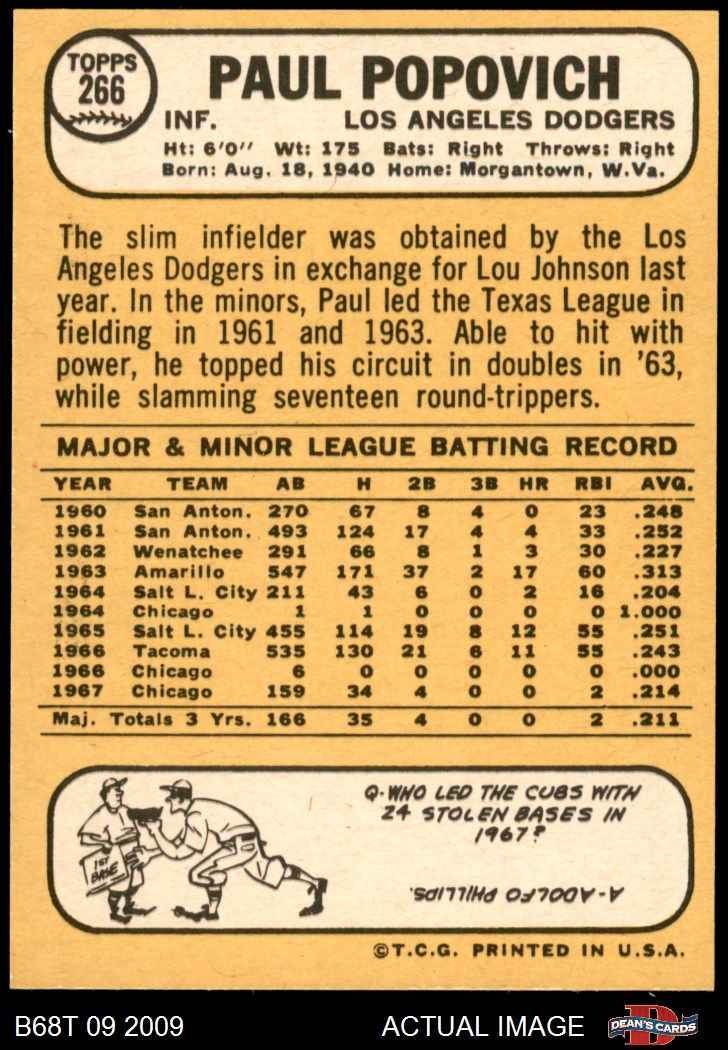 TOPPS
266
PAUL POPOVICH
INF. LOS ANGELES DODGERS
Ht: 6'0'' Wt: 175 Bats: Right Throws: Right
Born: Aug. 18, 1940 Home: Morgantown, W.Va.
The slim infielder was obtained by the Los
Angeles Dodgers in exchange for Lou Johnson last
year. In the minors, Paul led the Texas League in
fielding in 1961 and 1963. Able to hit with
power, he topped his circuit in doubles in '63,
while slamming seventeen round-trippers.
MAJOR & MINOR LEAGUE BATTING RECORD
YEAR TEAM AB H 2B 3B HR RBI AVG.
1960 San Anton. 270 67 8 4 0 23 .248
1961 San Anton. 493 124 17 4 4 33 .252
1962 Wenatchee 291 66 8 1 3 30 .227
1963 Amarillo 547 171 37 2 17 60 .313
1964 Salt L. City 211 43 6 0 2 16 .204
1964 Chicago 1 1 0 0 0 0 1.000
1965 Salt L. City 455 114 19 8 12 55 .251
1966 Tacoma 535 130 21 6 11 55 .243
1966 Chicago 6 0 0 0 0 0 .000
1967 Chicago 159 34 4 0 0 2 .214
Maj. Totals 3 Yrs. 166 35 4 0 0 2 .211
1ST
BASE
Q-WHO LED THE CUBS WITH
24 STOLEN BASES IN
1967?
A-ADOLFO PHILLIPS.
©T.C.G. PRINTED IN U.S.A.
B68T 09 2009 ACTUAL IMAGE D DEAN'S CARDS